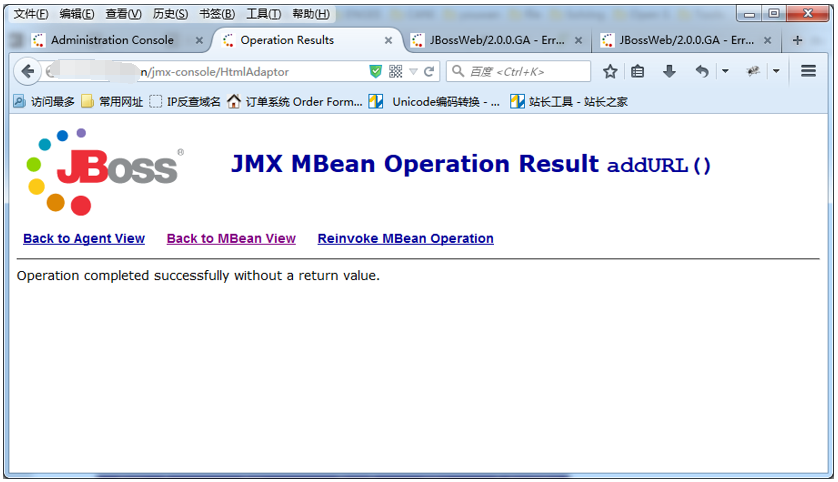 文件(F) 编辑(E) 查看(V) 历史(S) 书签(B) 工具(T) 帮助(H)
Administration Console Operation Results JBossWeb/2.0.0.GA - Err... JBossWeb/2.0.0.GA - Err...
n/jmx-console/HtmlAdaptor 百度 <Ctrl+K>
访问最多 常用网址 IP反查域名 订单系统 Order Form... Unicode编码转换 - ... 站长工具 - 站长之家
JBoss® JMX MBean Operation Result addURL()
Back to Agent View Back to MBean View Reinvoke MBean Operation
Operation completed successfully without a return value.